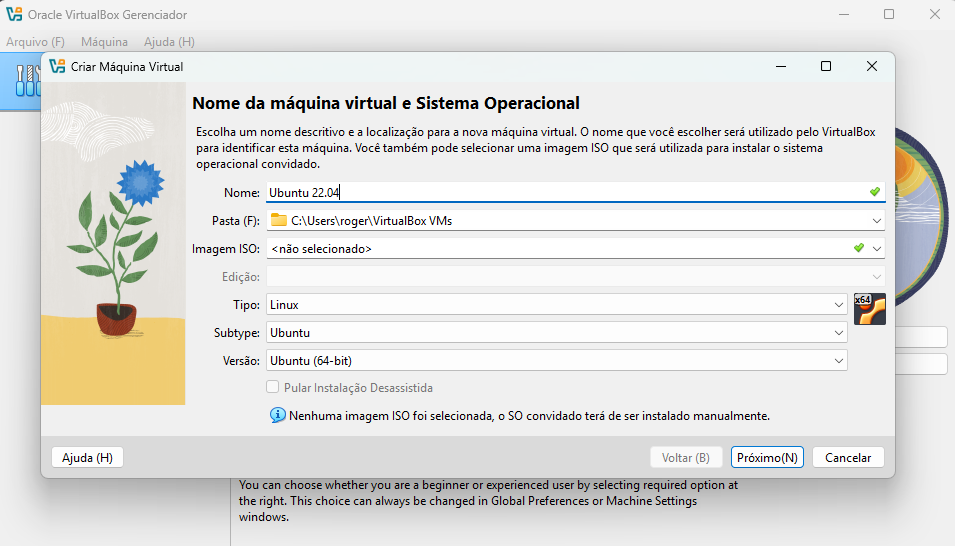 Oracle VirtualBox Gerenciador
Arquivo (F) Máquina Ajuda (H)
Criar Máquina Virtual
Nome da máquina virtual e Sistema Operacional
Escolha um nome descritivo e a localização para a nova máquina virtual. O nome que você escolher será utilizado pelo VirtualBox
para identificar esta máquina. Você também pode selecionar uma imagem ISO que será utilizada para instalar o sistema
operacional convidado.
Nome: Ubuntu 22.04
Pasta (F): C:\Users\roger\VirtualBox VMs
Imagem ISO: <não selecionado>
Edição:
Tipo: Linux
x64
Subtype: Ubuntu
Versão: Ubuntu (64-bit)
Pular Instalação Desassistida
Nenhuma imagem ISO foi selecionada, o SO convidado terá de ser instalado manualmente.
Ajuda (H) Voltar (B) Próximo(N) Cancelar
You can choose whether you are a beginner or experienced user by selecting required option at
the right. This choice can always be changed in Global Preferences or Machine Settings
windows.